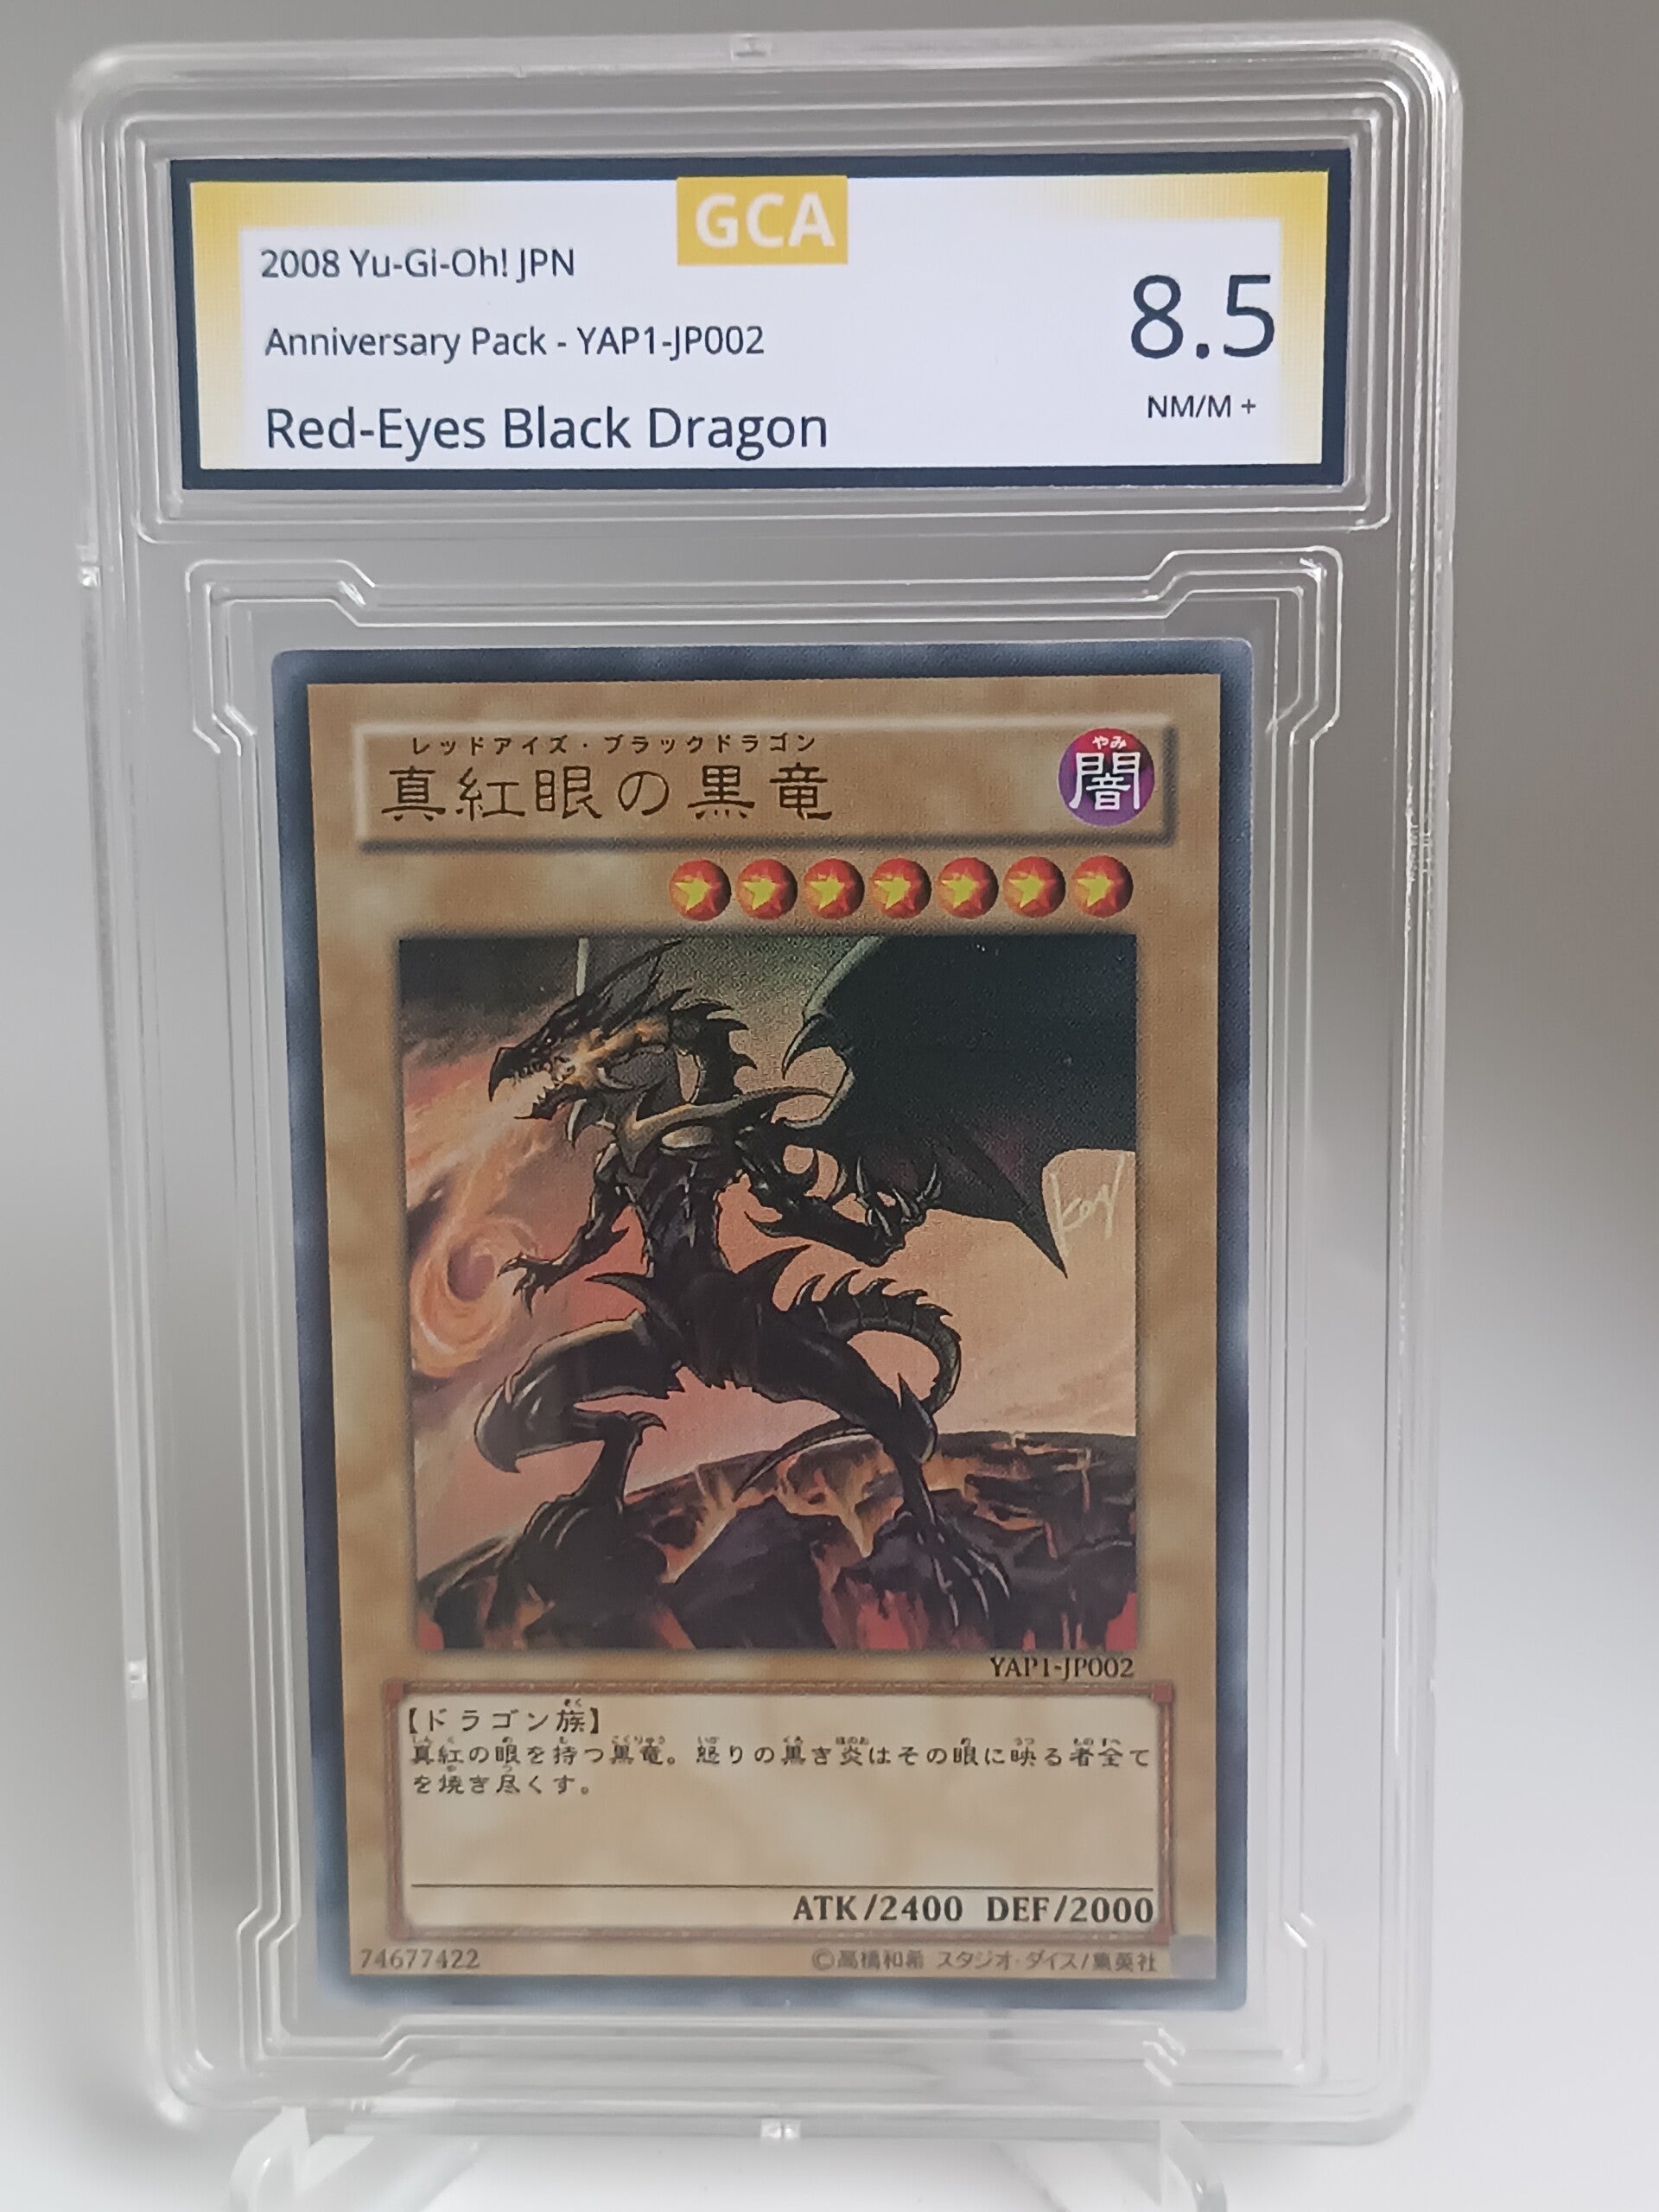 GCA
2008 Yu-Gi-Oh! JPN
Anniversary Pack - YAP1-JP002
Red-Eyes Black Dragon
8.5
NM/M +
レッドアイズ・ブラックドラゴン
真紅眼の黒竜
やみ
闇
YAP1-JP002
【ドラゴン族】
真紅の眼を持つ黒竜。怒りの黒き炎はその眼に映る者全て
を焼き尽くす。
ATK/2400 DEF/2000
74677422
©高橋和希 スタジオ・ダイス/集英社